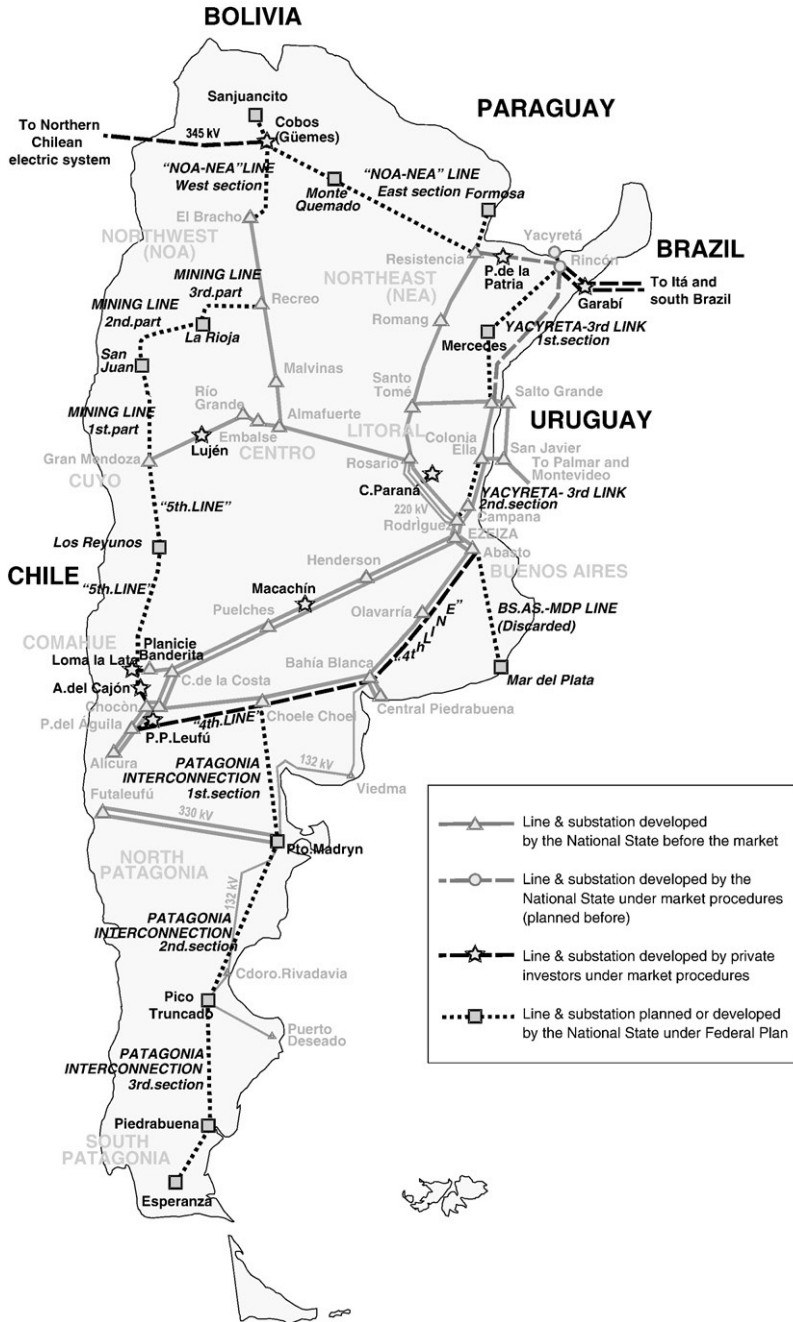 BOLIVIA
Sanjuancito
PARAGUAY
To Northern
Chilean
electric system
345 kV
Cobos
(Güemes)
“NOA-NEA”LINE
West section
“NOA-NEA” LINE
East section
Monte
Quemado
Formosa
El Bracho
NORTHWEST
(NOA)
Yacyretá
BRAZIL
Resistencia
Rincón
P.de la
Patria
To Itá and
south Brazil
Garabí
NORTHEAST
(NEA)
MINING LINE
3rd.part
MINING LINE
2nd.part
Recreo
La Rioja
Romang
Mercedes
YACYRETA-3rd LINK
1st.section
San
Juan
Malvinas
Río
Grande
Santo
Tomé
Salto Grande
MINING LINE
1st.part
Almafuerte
LITORAL
URUGUAY
Embalse
Lujén
CENTRO
Colonia
Elia
San Javier
Gran Mendoza
Rosario
To Palmar and
Montevideo
CUYO
C.Paraná
YACYRETA- 3rd LINK
2nd.section
“5th.LINE”
220 kV
Campana
Rodrìguez
EZEIZA
Los Reyunos
Abasto
Henderson
BUENOS AIRES
CHILE
“5th.LINE”
Macachín
Puelches
Olavarría
“4th LINE”
BS.AS.-MDP LINE
(Discarded)
COMAHUE
Planicie
Banderita
Loma la Lata
Bahía Blanca
Mar del Plata
A.del Cajón
C.de la Costa
Chocòn
Central Piedrabuena
P.del Águila
“4th.LINE”
Choele Choel
P.P.Leufú
Alicura
PATAGONIA
INTERCONNECTION
1st.section
132 kV
Viedma
Futaleufú
330 kV
Pto.Madryn
NORTH
PATAGONIA
132 kV
PATAGONIA
INTERCONNECTION
2nd.section
Cdoro.Rivadavia
Pico
Truncado
Puerto
Deseado
PATAGONIA
INTERCONNECTION
3rd.section
Piedrabuena
SOUTH
PATAGONIA
Esperanza
Line & substation developed
by the National State before the market
Line & substation developed by the
National State under market procedures
(planned before)
Line & substation developed by private
investors under market procedures
Line & substation planned or developed
by the National State under Federal Plan